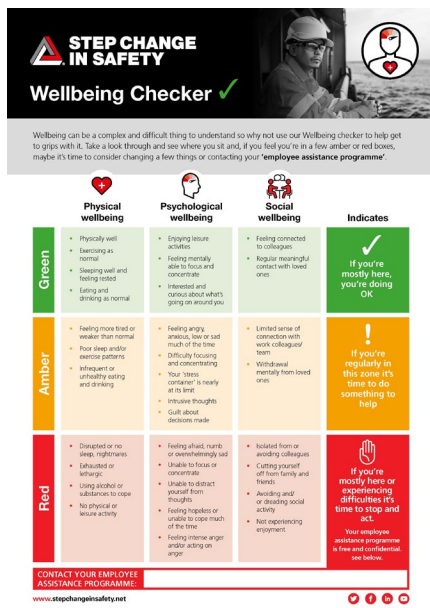 STEP CHANGE
IN SAFETY
Wellbeing Checker
Wellbeing can be a complex and difficult thing to understand so why not use our Wellbeing checker to help get
to grips with it. Take a look through and see where you sit and, if you feel you're in a few amber or red boxes,
maybe it's time to consider changing a few things or contacting your 'employee assistance programme'.
Physical
wellbeing
Psychological
wellbeing
Social
wellbeing
Indicates
Green
• Physically well
• Exercising as
normal
• Sleeping well and
feeling rested
• Eating and
drinking as normal
• Enjoying leisure
activities
• Feeling mentally
able to focus and
concentrate
• Interested and
curious about what's
going on around you
• Feeling connected
to colleagues
• Regular meaningful
contact with loved
ones
If you're
mostly here,
you're doing
OK
Amber
• Feeling more tired or
weaker than normal
• Poor sleep and/or
exercise patterns
• Infrequent or
unhealthy eating
and drinking
• Feeling angry,
anxious, low or sad
much of the time
• Difficulty focusing
and concentrating
• Your 'stress
container' is nearly
at its limit
• Intrusive thoughts
• Guilt about
decisions made
• Limited sense of
connection with
work colleagues/
team
• Withdrawal
mentally from loved
ones
!
If you're
regularly in
this zone it's
time to do
something to
help
Red
• Disrupted or no
sleep, nightmares
• Exhausted or
lethargic
• Using alcohol or
substances to cope
• No physical or
leisure activity
• Feeling afraid, numb
or overwhelmingly sad
• Unable to focus or
concentrate
• Unable to distract
yourself from
thoughts
• Feeling hopeless or
unable to cope much
of the time
• Feeling intense anger
and/or acting on
anger
• Isolated from or
avoiding colleagues
• Cutting yourself
off from family and
friends
• Avoiding and/
or dreading social
activity
• Not experiencing
enjoyment
If you're
mostly here or
experiencing
difficulties it's
time to stop and
act.
Your employee
assistance programme
is free and confidential.
see below.
CONTACT YOUR EMPLOYEE
ASSISTANCE PROGRAMME:
www.stepchangeinsafety.net